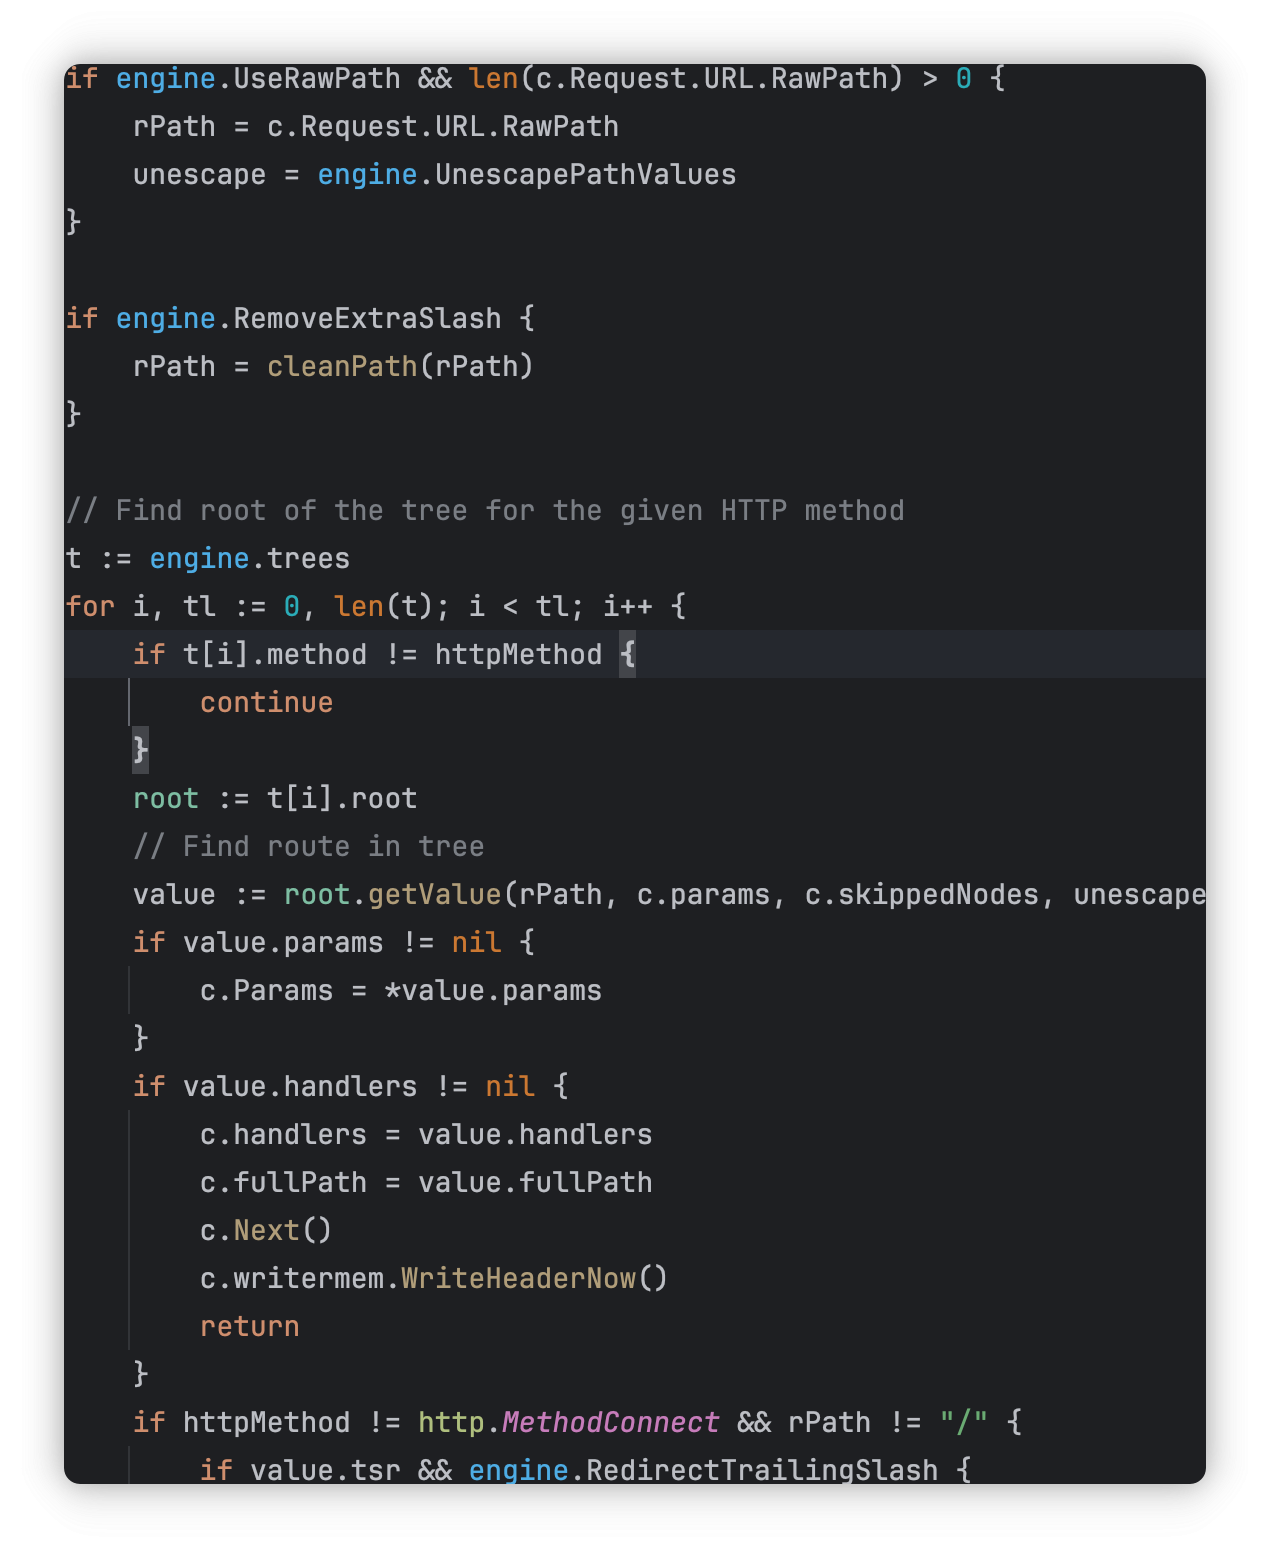 if engine.UseRawPath && len(c.Request.URL.RawPath) > 0 {
    rPath = c.Request.URL.RawPath
    unescape = engine.UnescapePathValues
}

if engine.RemoveExtraSlash {
    rPath = cleanPath(rPath)
}

// Find root of the tree for the given HTTP method
t := engine.trees
for i, tl := 0, len(t); i < tl; i++ {
    if t[i].method != httpMethod {
        continue
    }
    root := t[i].root
    // Find route in tree
    value := root.getValue(rPath, c.params, c.skippedNodes, unescape
    if value.params != nil {
        c.Params = *value.params
    }
    if value.handlers != nil {
        c.handlers = value.handlers
        c.fullPath = value.fullPath
        c.Next()
        c.writermem.WriteHeaderNow()
        return
    }
    if httpMethod != http.MethodConnect && rPath != "/" {
        if value.tsr && engine.RedirectTrailingSlash {